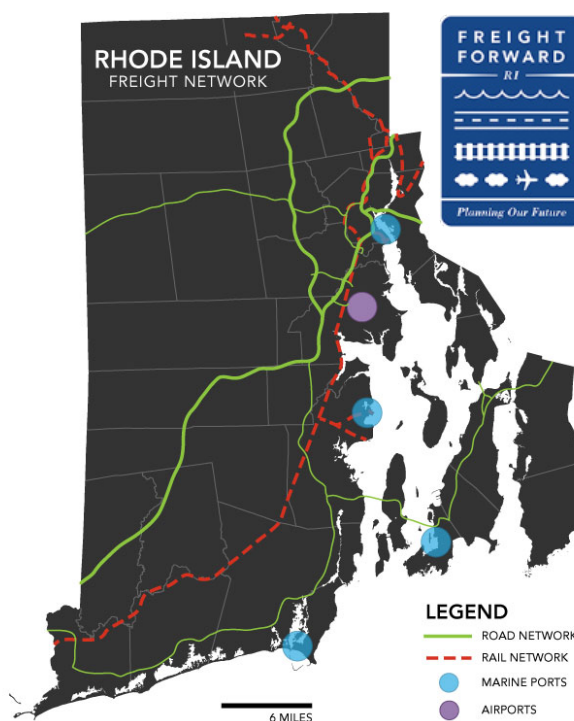 RHODE ISLAND
FREIGHT NETWORK
FREIGHT
FORWARD
RI
Planning Our Future
LEGEND
ROAD NETWORK
RAIL NETWORK
MARINE PORTS
AIRPORTS
6 MILES